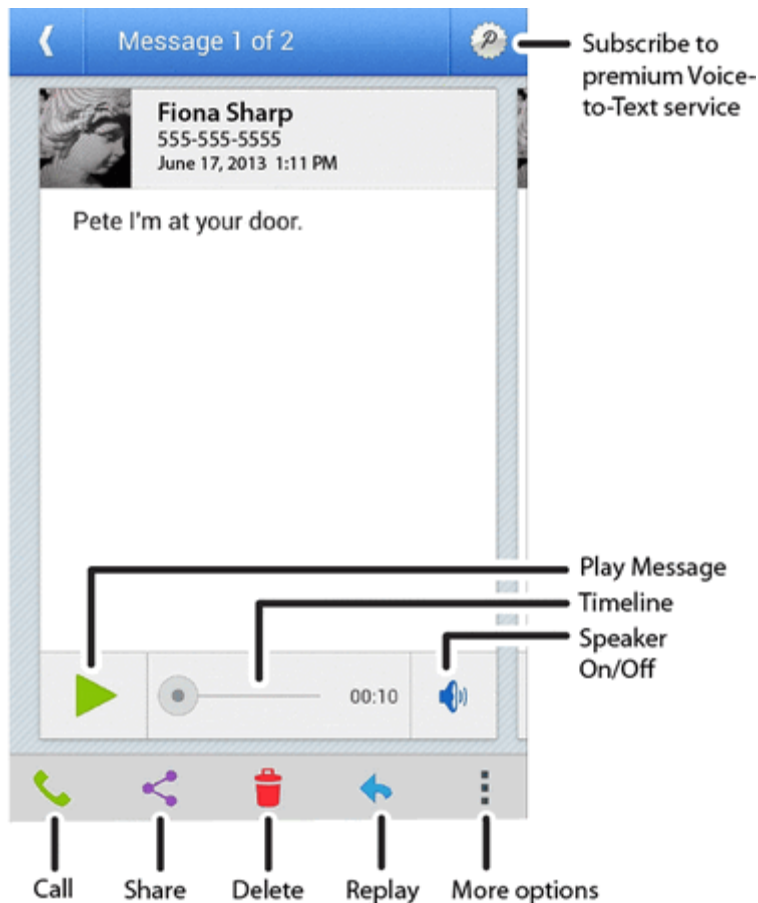 Message 1 of 2
P
Subscribe to
premium Voice-
to-Text service
Fiona Sharp
555-555-5555
June 17, 2013 1:11 PM
Pete I'm at your door.
Play Message
Timeline
Speaker
On/Off
00:10
Call Share Delete Replay More options